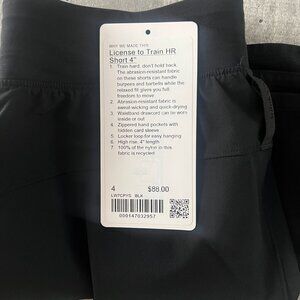 WHY WE MADE THIS
License to Train HR
Short 4"
1. Train hard, don't hold back.
The abrasion-resistant fabric
on these shorts can handle
burpees and barbells while the
relaxed fit gives you full
freedom to move
2. Abrasion-resistant fabric is
sweat-wicking and quick-drying
3. Waistband drawcord can be worn
inside or out
4. Zippered hand pockets with
hidden card sleeve
5. Locker loop for easy hanging
6. High rise, 4" length
7. 100% of the nylon in this
fabric is recycled
4 $88.00
LW7CPYS BLK
000147032957